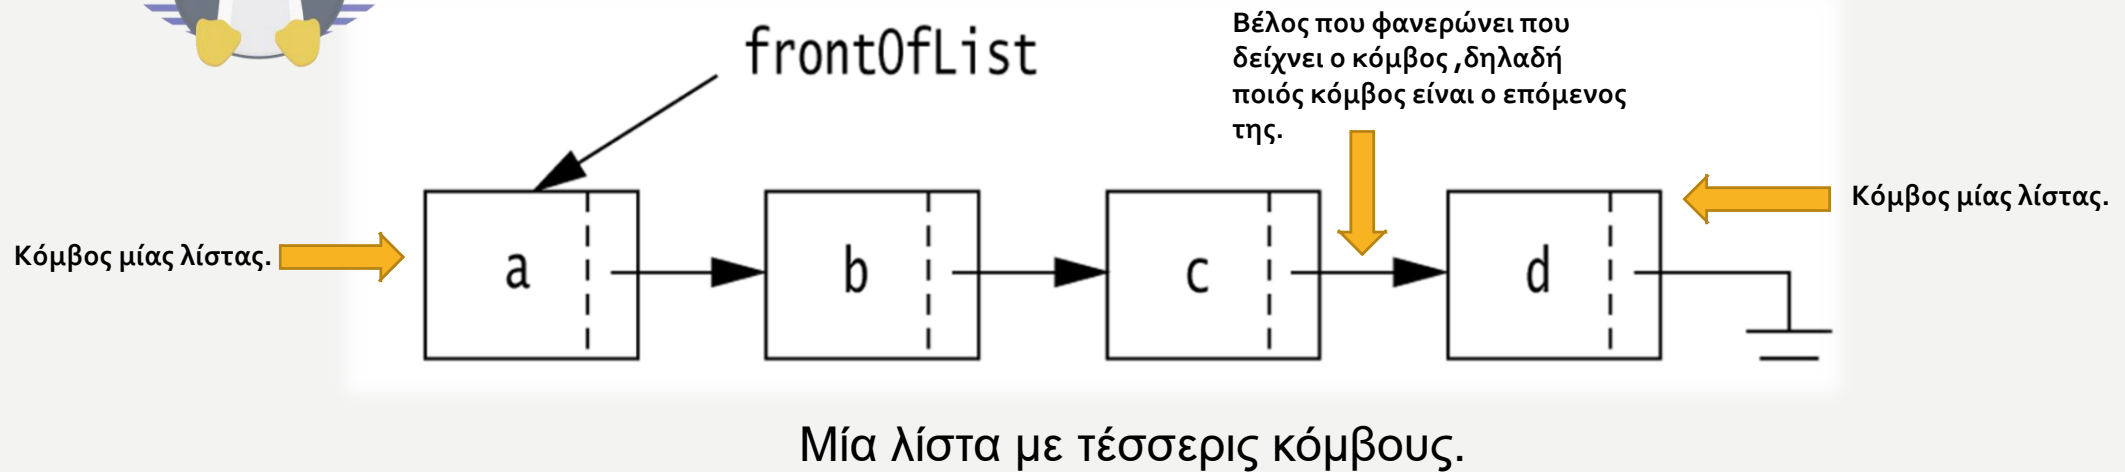 frontOfList
Βέλος που φανερώνει που
δείχνει ο κόμβος ,δηλαδή
ποιός κόμβος είναι ο επόμενος
της.
Κόμβος μίας λίστας.
Κόμβος μίας λίστας.
a
b
c
d
Μία λίστα με τέσσερις κόμβους.